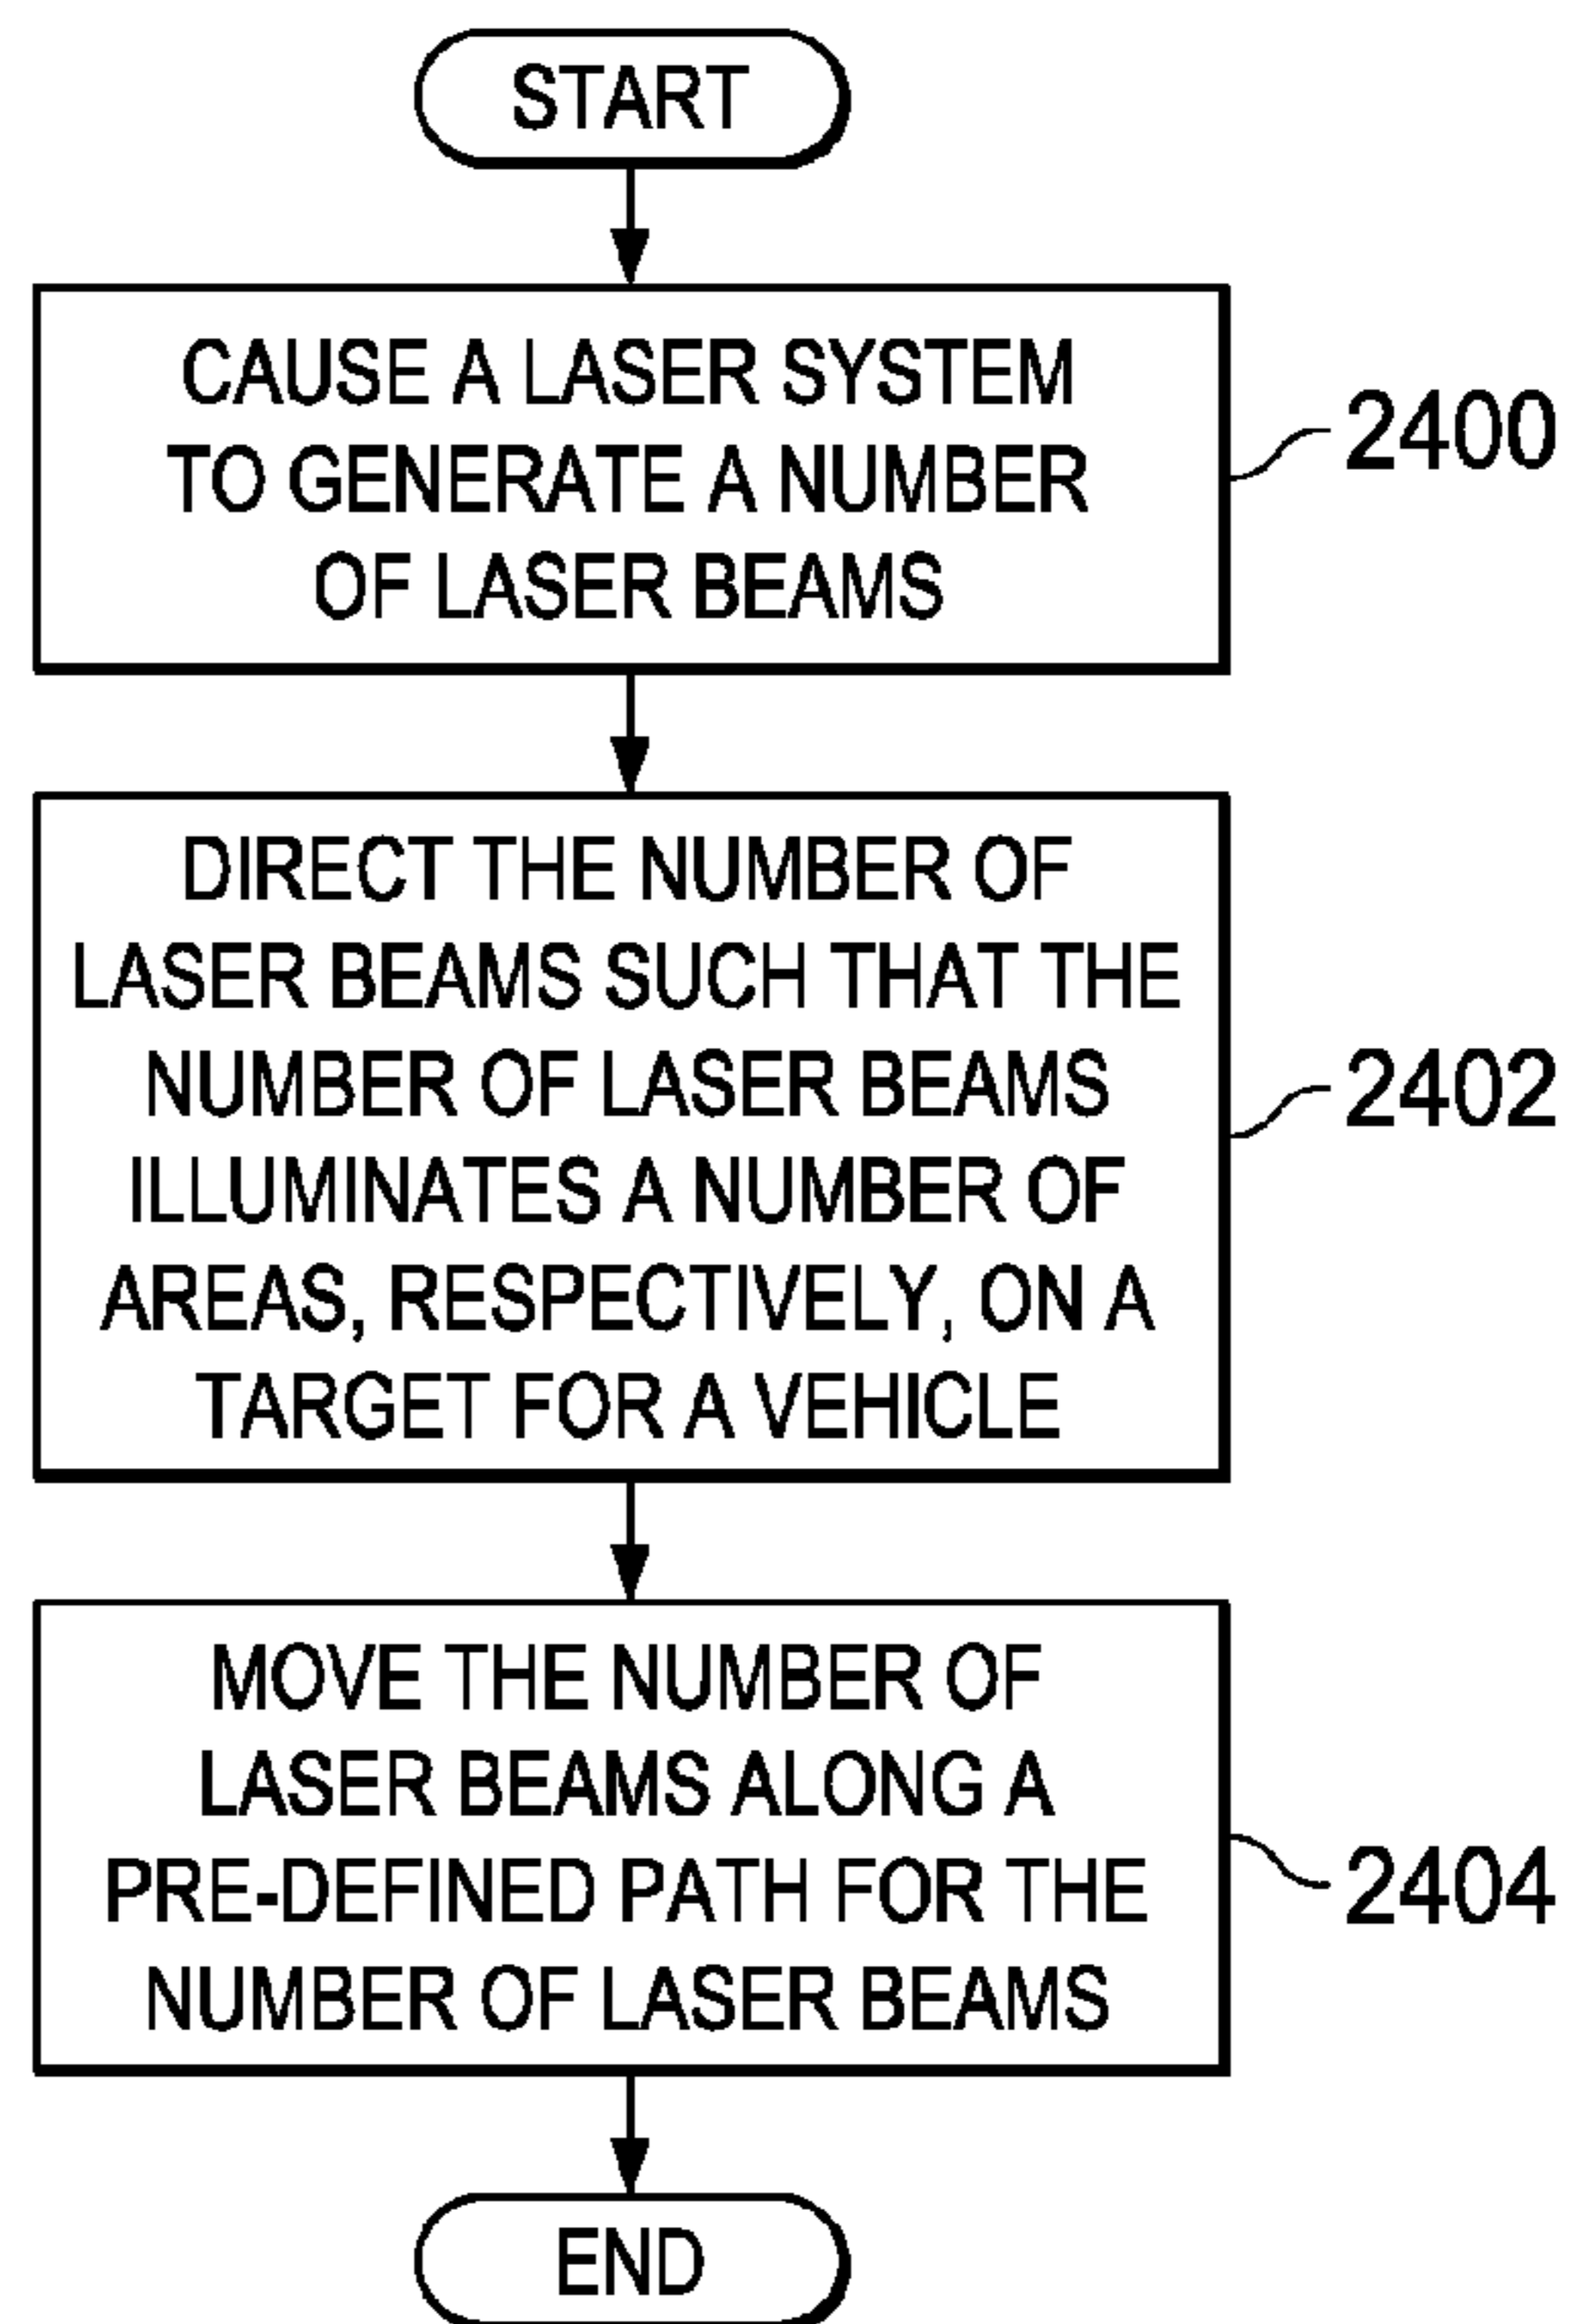 START
CAUSE A LASER SYSTEM
TO GENERATE A NUMBER
OF LASER BEAMS
2400
DIRECT THE NUMBER OF
LASER BEAMS SUCH THAT THE
NUMBER OF LASER BEAMS
ILLUMINATES A NUMBER OF
AREAS, RESPECTIVELY, ON A
TARGET FOR A VEHICLE
2402
MOVE THE NUMBER OF
LASER BEAMS ALONG A
PRE-DEFINED PATH FOR THE
NUMBER OF LASER BEAMS
2404
END